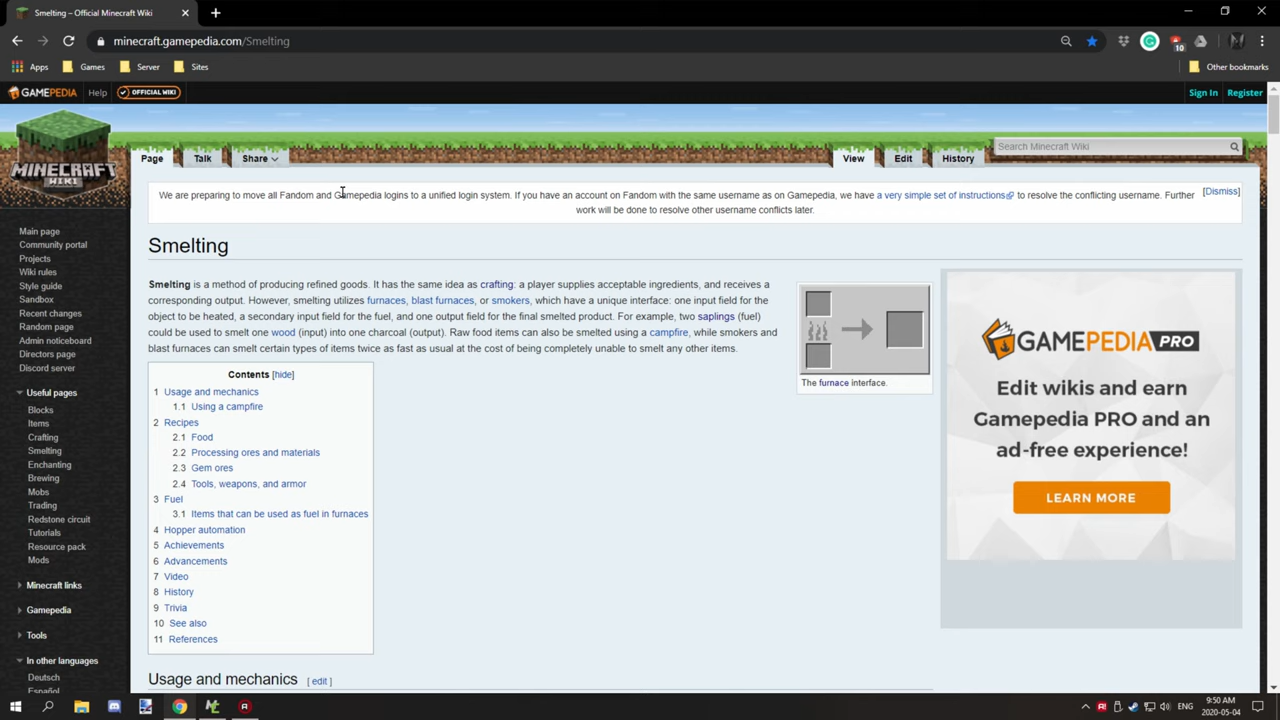 Smelting – Official Minecraft Wiki
minecraft.gamepedia.com/Smelting
10
Apps
Games
Server
Sites
Other bookmarks
GAMEPEDIA
Help
OFFICIAL WIKI
Sign In
Register
MINECRAFT
WIKI
Page
Talk
Share
View
Edit
History
Search Minecraft Wiki
We are preparing to move all Fandom and Gamepedia logins to a unified login system. If you have an account on Fandom with the same username as on Gamepedia, we have a very simple set of instructions to resolve the conflicting username. Further
work will be done to resolve other username conflicts later.
[Dismiss]
Main page
Community portal
Projects
Wiki rules
Style guide
Sandbox
Recent changes
Random page
Admin noticeboard
Directors page
Discord server
Useful pages
Blocks
Items
Crafting
Smelting
Enchanting
Brewing
Mobs
Trading
Redstone circuit
Tutorials
Resource pack
Mods
Minecraft links
Gamepedia
Tools
In other languages
Deutsch
Español
Smelting
Smelting is a method of producing refined goods. It has the same idea as crafting: a player supplies acceptable ingredients, and receives a
corresponding output. However, smelting utilizes furnaces, blast furnaces, or smokers, which have a unique interface: one input field for the
object to be heated, a secondary input field for the fuel, and one output field for the final smelted product. For example, two saplings (fuel)
could be used to smelt one wood (input) into one charcoal (output). Raw food items can also be smelted using a campfire, while smokers and
blast furnaces can smelt certain types of items twice as fast as usual at the cost of being completely unable to smelt any other items.
The furnace interface.
Contents [hide]
1 Usage and mechanics
1.1 Using a campfire
2 Recipes
2.1 Food
2.2 Processing ores and materials
2.3 Gem ores
2.4 Tools, weapons, and armor
3 Fuel
3.1 Items that can be used as fuel in furnaces
4 Hopper automation
5 Achievements
6 Advancements
7 Video
8 History
9 Trivia
10 See also
11 References
Usage and mechanics [ edit ]
GAMEPEDIA PRO
Edit wikis and earn
Gamepedia PRO and an
ad-free experience!
LEARN MORE
9:50 AM
2020-05-04